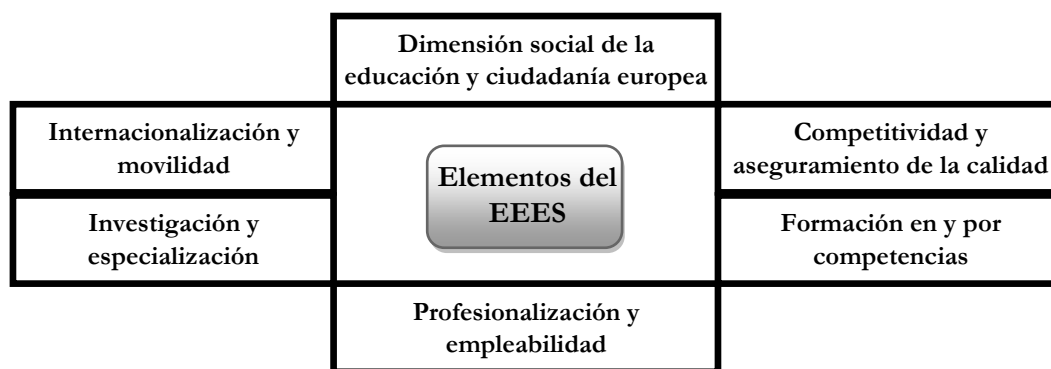 Dimensión social de la
educación y ciudadanía europea
Internacionalización y
movilidad
Competitividad y
aseguramiento de la calidad
Elementos del
EEES
Investigación y
especialización
Formación en y por
competencias
Profesionalización y
empleabilidad